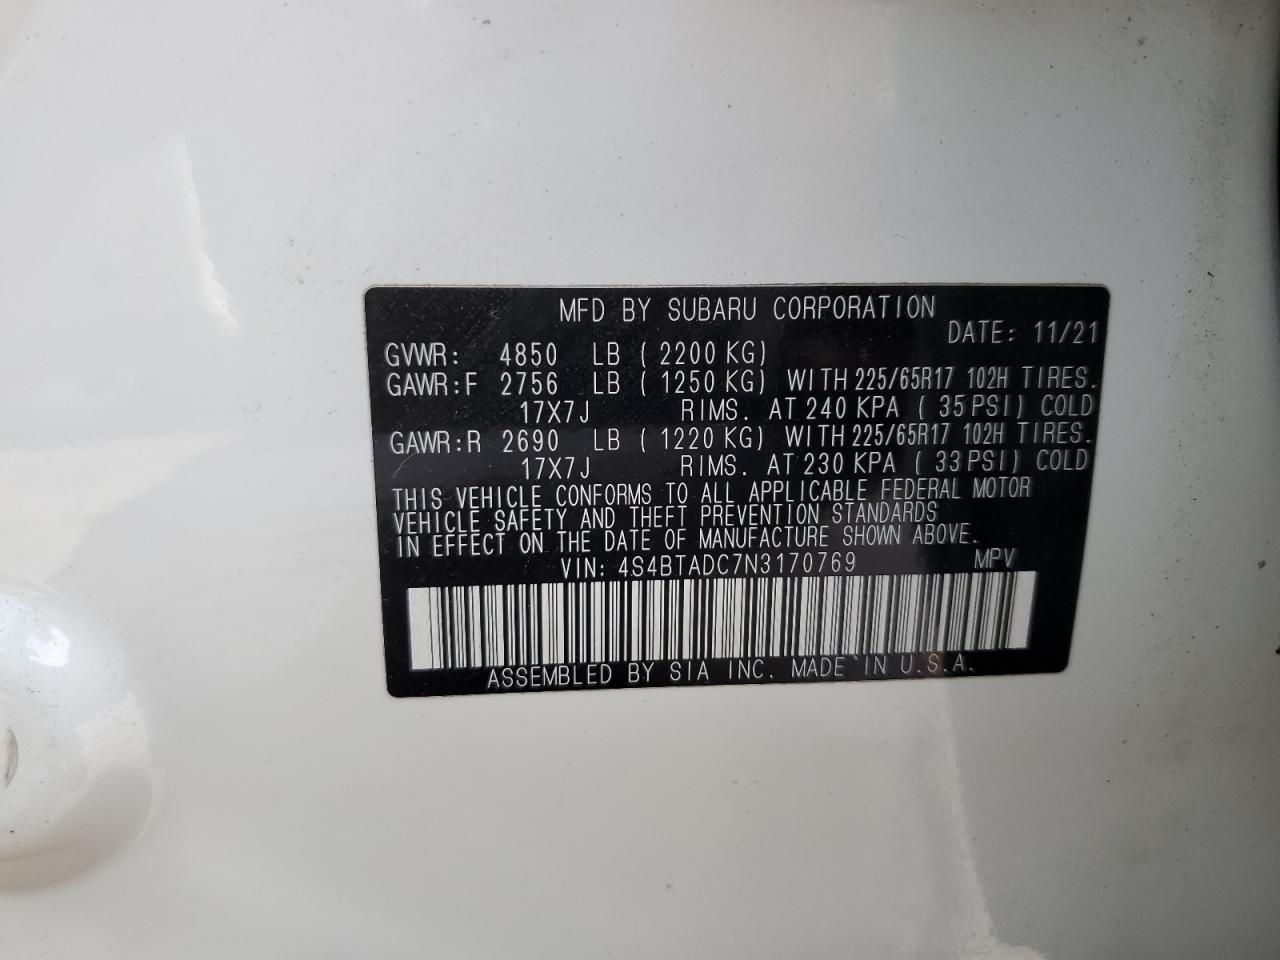 MFD BY SUBARU CORPORATION
DATE: 11/21
GVWR: 4850 LB ( 2200 KG)
GAWR:F 2756 LB ( 1250 KG) WITH 225/65R17 102H TIRES.
17X7J RIMS. AT 240 KPA ( 35 PSI) COLD
GAWR:R 2690 LB ( 1220 KG) WITH 225/65R17 102H TIRES.
17X7J RIMS. AT 230 KPA ( 33 PSI) COLD
THIS VEHICLE CONFORMS TO ALL APPLICABLE FEDERAL MOTOR
VEHICLE SAFETY AND THEFT PREVENTION STANDARDS
IN EFFECT ON THE DATE OF MANUFACTURE SHOWN ABOVE.
VIN: 4S4BTADC7N3170769 MPV
ASSEMBLED BY SIA INC. MADE IN U.S.A.